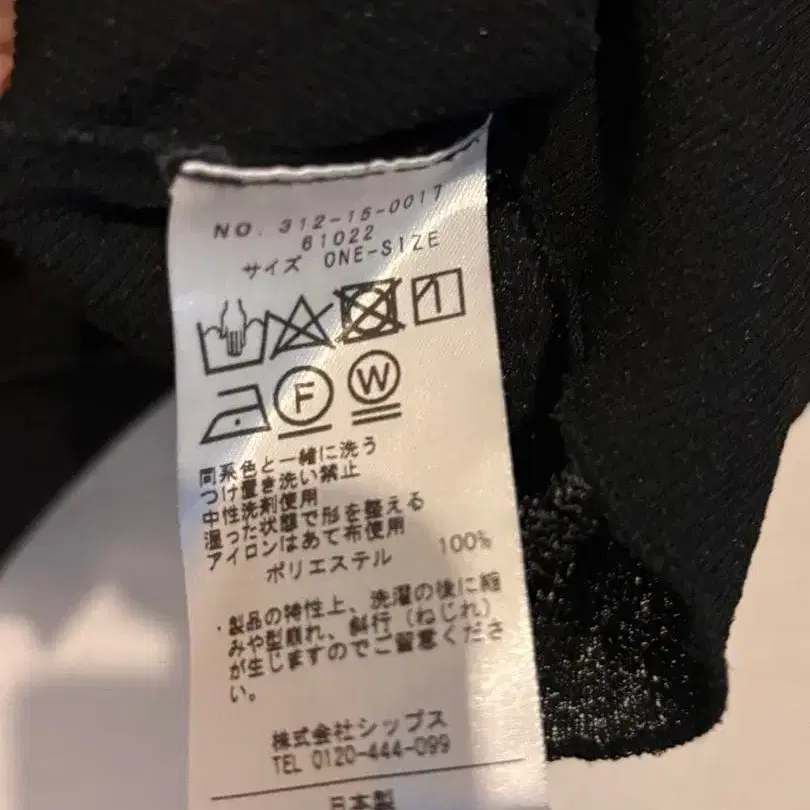 NO. 312-15-0017
61022
サイズ ONE-SIZE
F W
同系色と一緒に洗う
つけ置き洗い禁止
中性洗剤使用
湿った状態で形を整える
アイロンはあて布使用
ポリエステル 100%
・製品の特性上、洗濯の後に縮
みや型崩れ、斜行（ねじれ）
が生じますのでご留意くださ
い。
株式会社シップス
TEL 0120-444-099
日本製